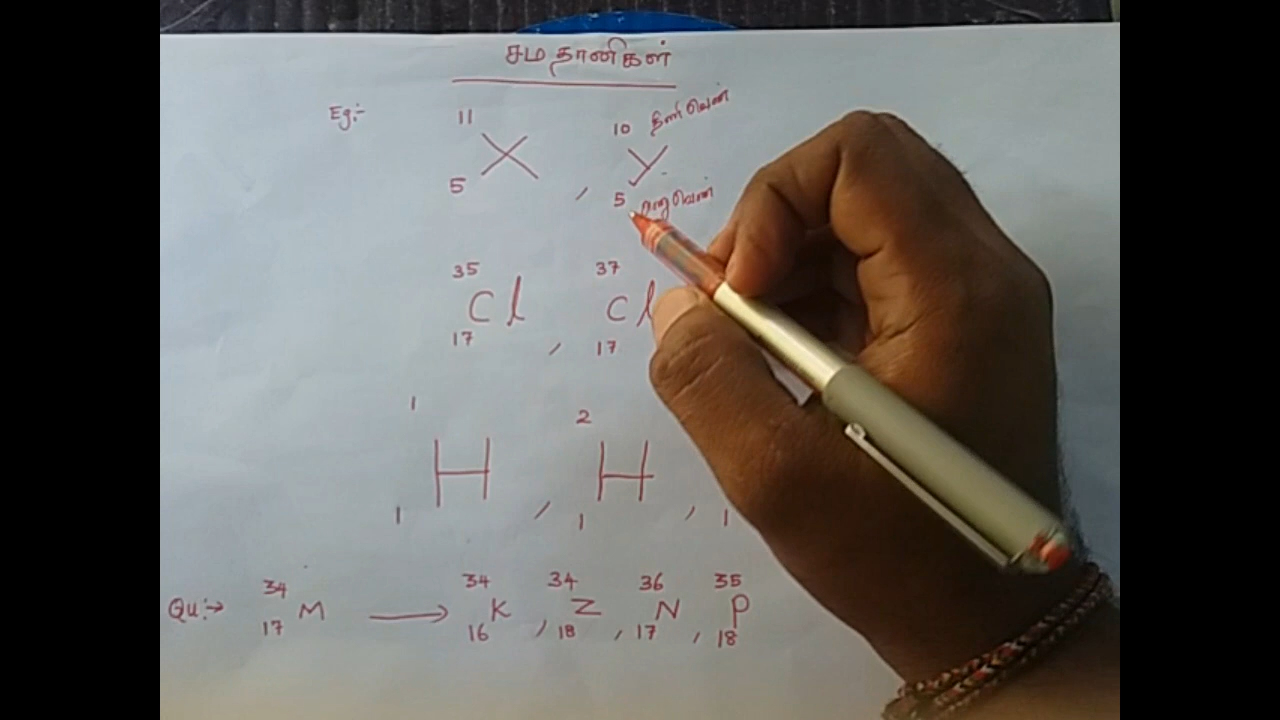 சமதானிகள்
Eg:- 11 10 திணிவெண்
X , Y
5 5 அணுவெண்
35 37
Cl , Cl
17 17
1 2
H , H ,
1 1 1
34 34 34 36 35
Qu:→ M → K , Z , N , P
17 16 18 17 18